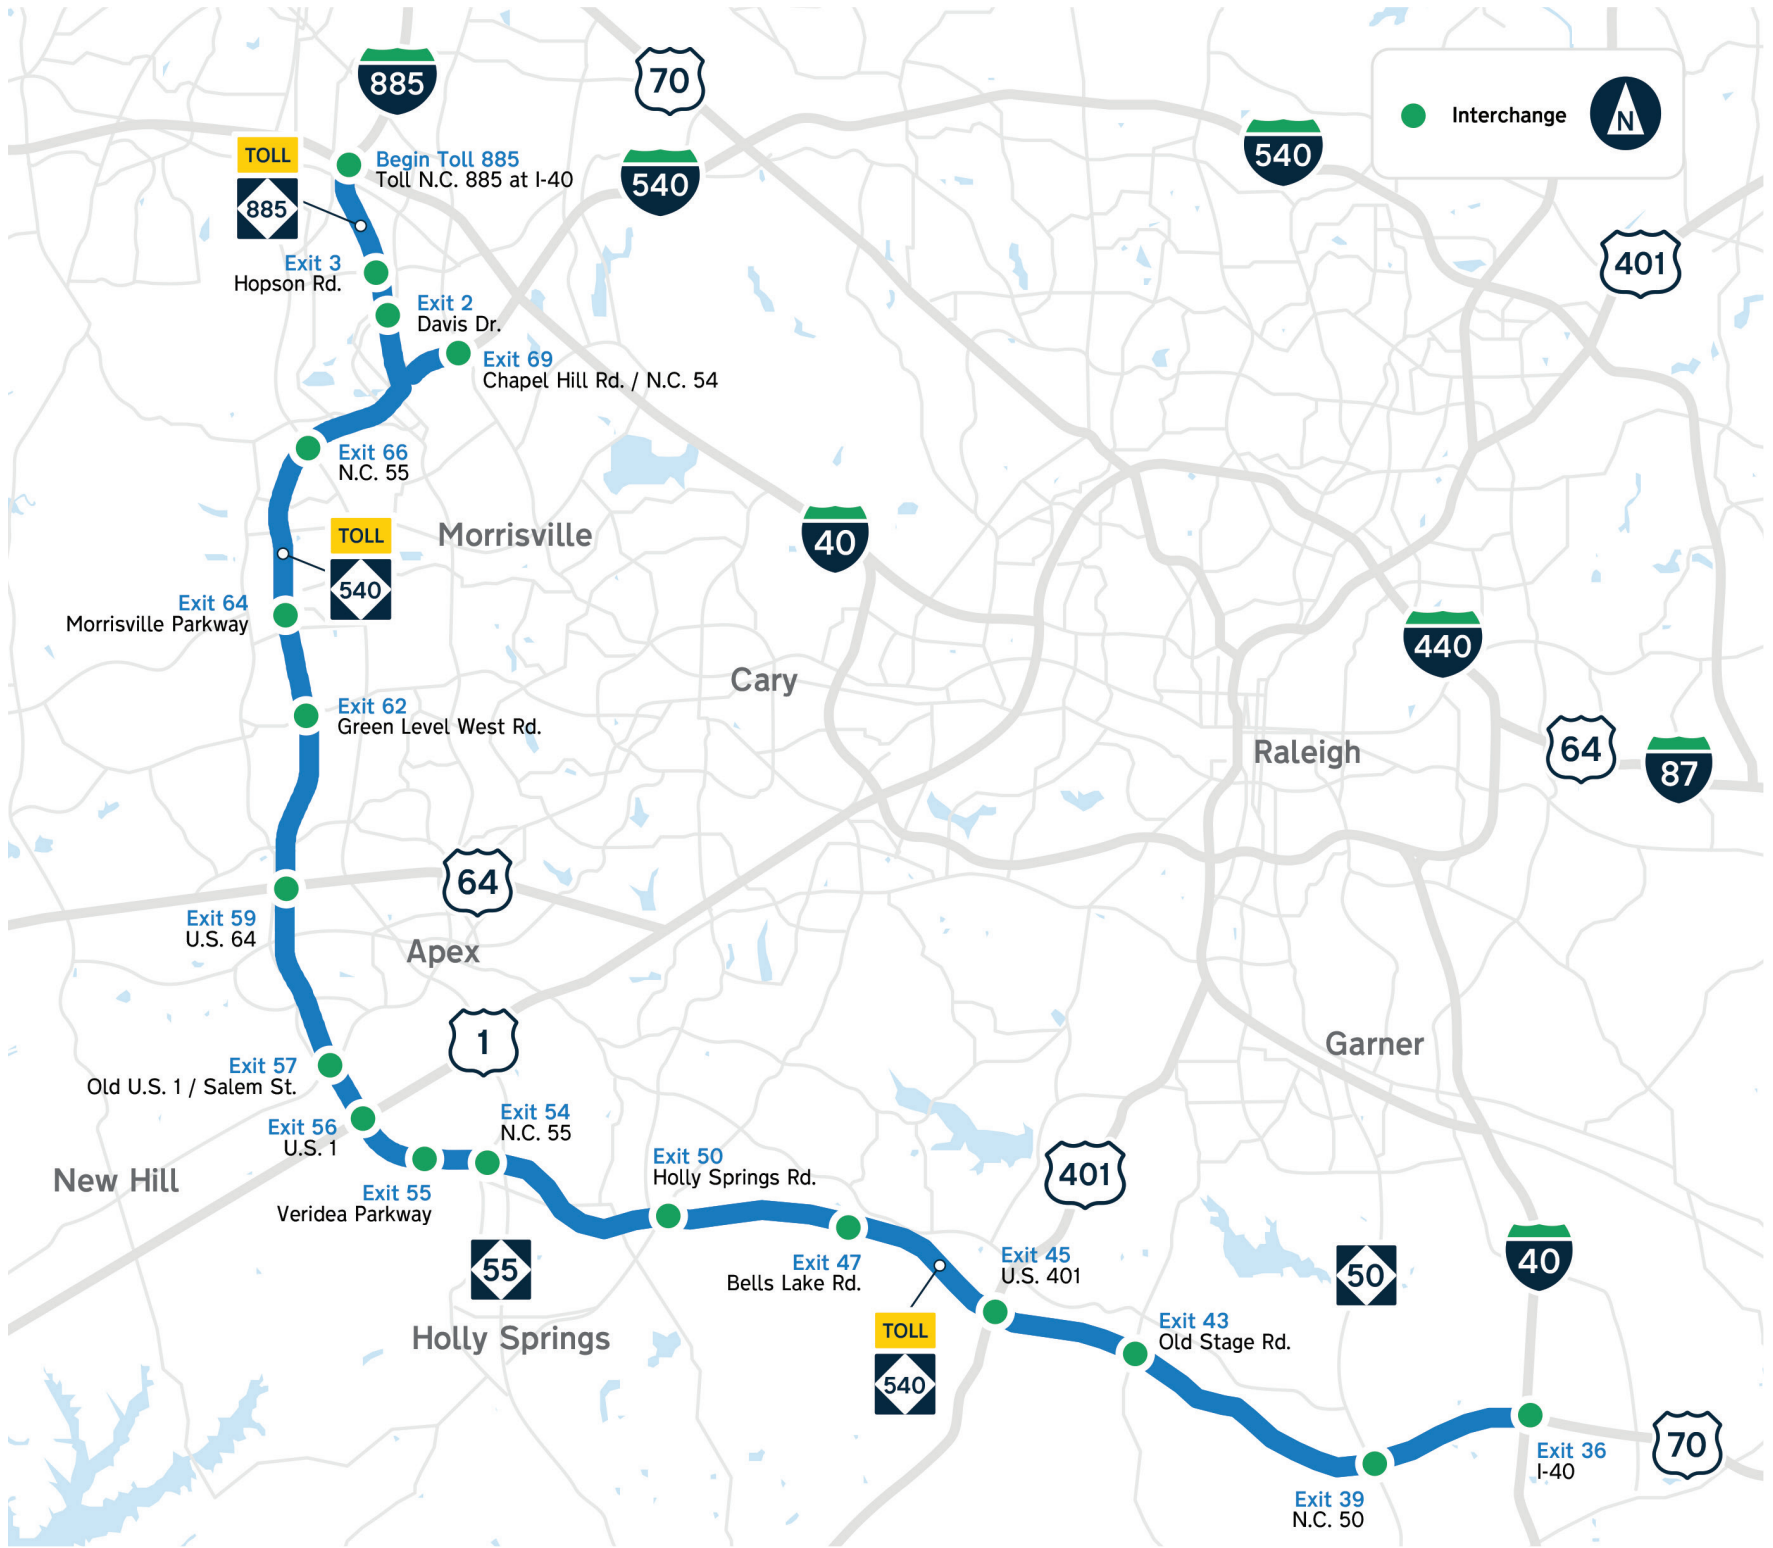 885
70
540
540
Interchange
N
TOLL
885
Begin Toll 885
Toll N.C. 885 at I-40
401
Exit 3
Hopson Rd.
Exit 2
Davis Dr.
Exit 69
Chapel Hill Rd. / N.C. 54
Exit 66
N.C. 55
Morrisville
TOLL
540
40
Exit 64
Morrisville Parkway
440
Cary
Exit 62
Green Level West Rd.
Raleigh
64
87
64
Exit 59
U.S. 64
Apex
1
Garner
Exit 57
Old U.S. 1 / Salem St.
Exit 56
U.S. 1
Exit 54
N.C. 55
New Hill
Exit 55
Veridea Parkway
Exit 50
Holly Springs Rd.
401
55
Exit 47
Bells Lake Rd.
Exit 45
U.S. 401
50
40
Holly Springs
TOLL
540
Exit 43
Old Stage Rd.
Exit 36
I-40
70
Exit 39
N.C. 50